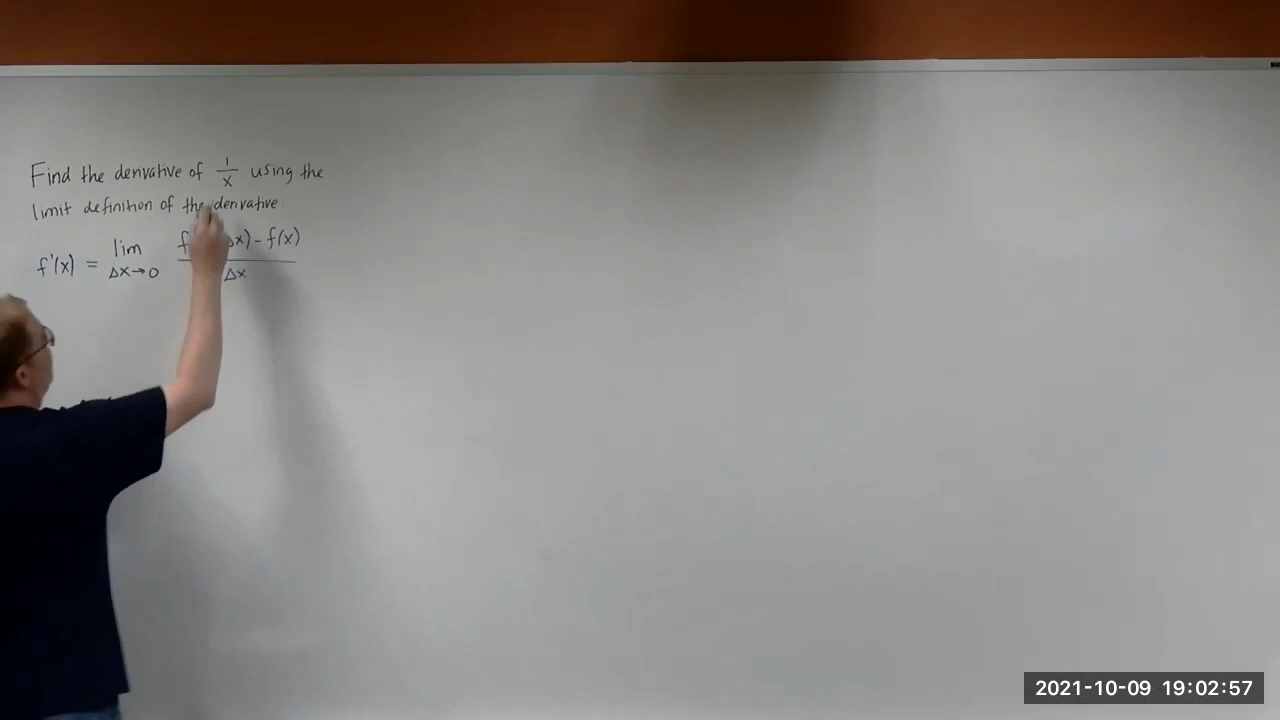 Find the derivative of 1/x using the
limit definition of the derivative.
f'(x) = lim Δx→0 f( Δx) - f(x) / Δx
2021-10-09 19:02:57